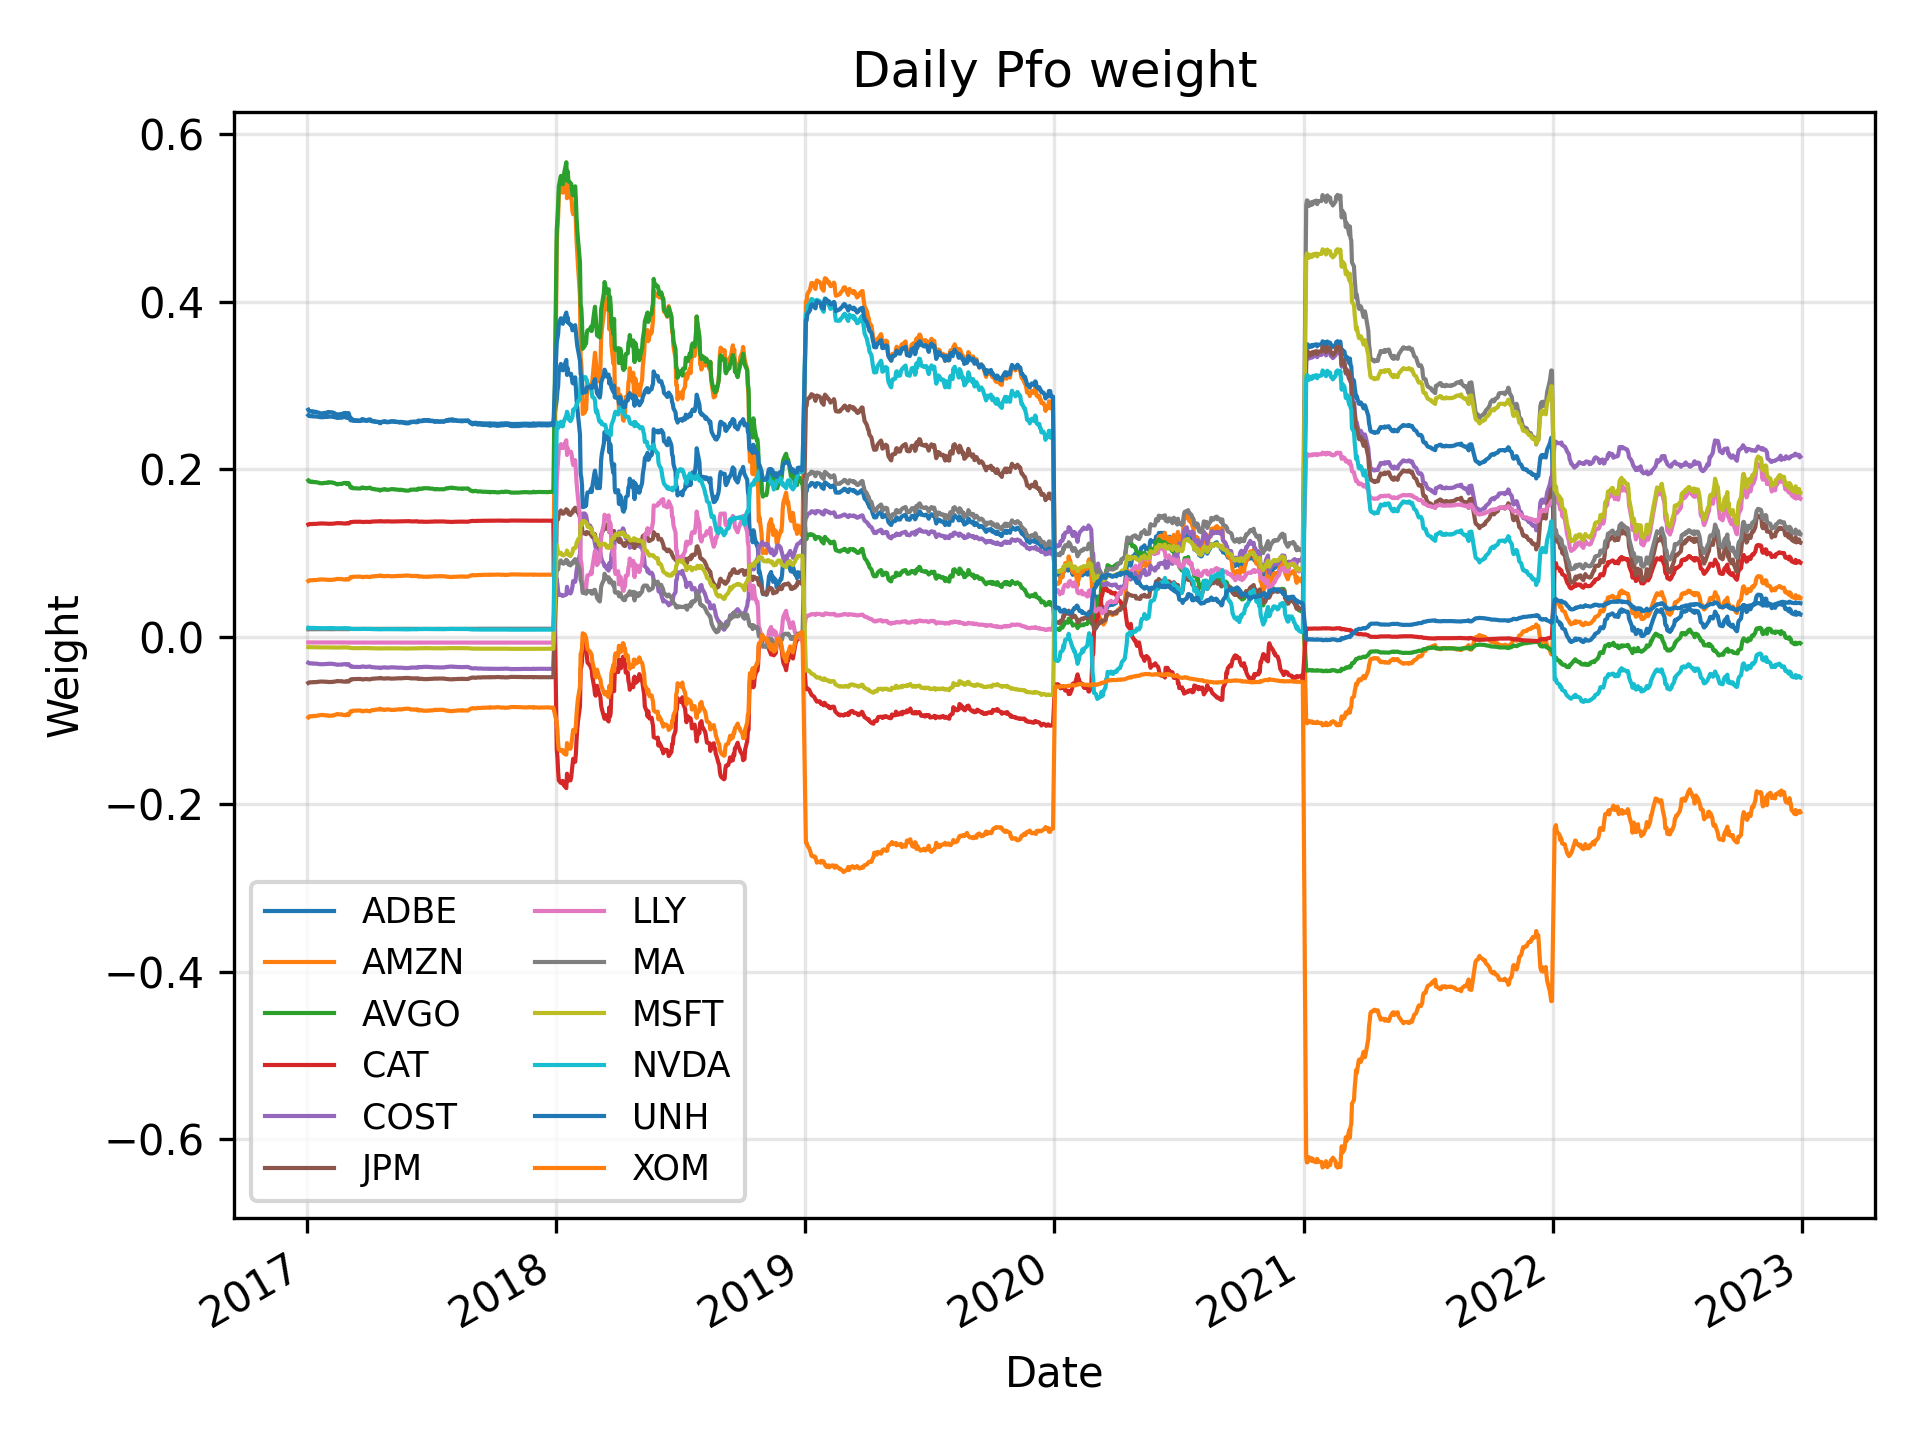 Daily Pfo weight
0.6
0.4
0.2
0.0
−0.2
−0.4
−0.6
Weight
ADBE
AMZN
AVGO
CAT
COST
JPM
LLY
MA
MSFT
NVDA
UNH
XOM
2017
2018
2019
2020
2021
2022
2023
Date